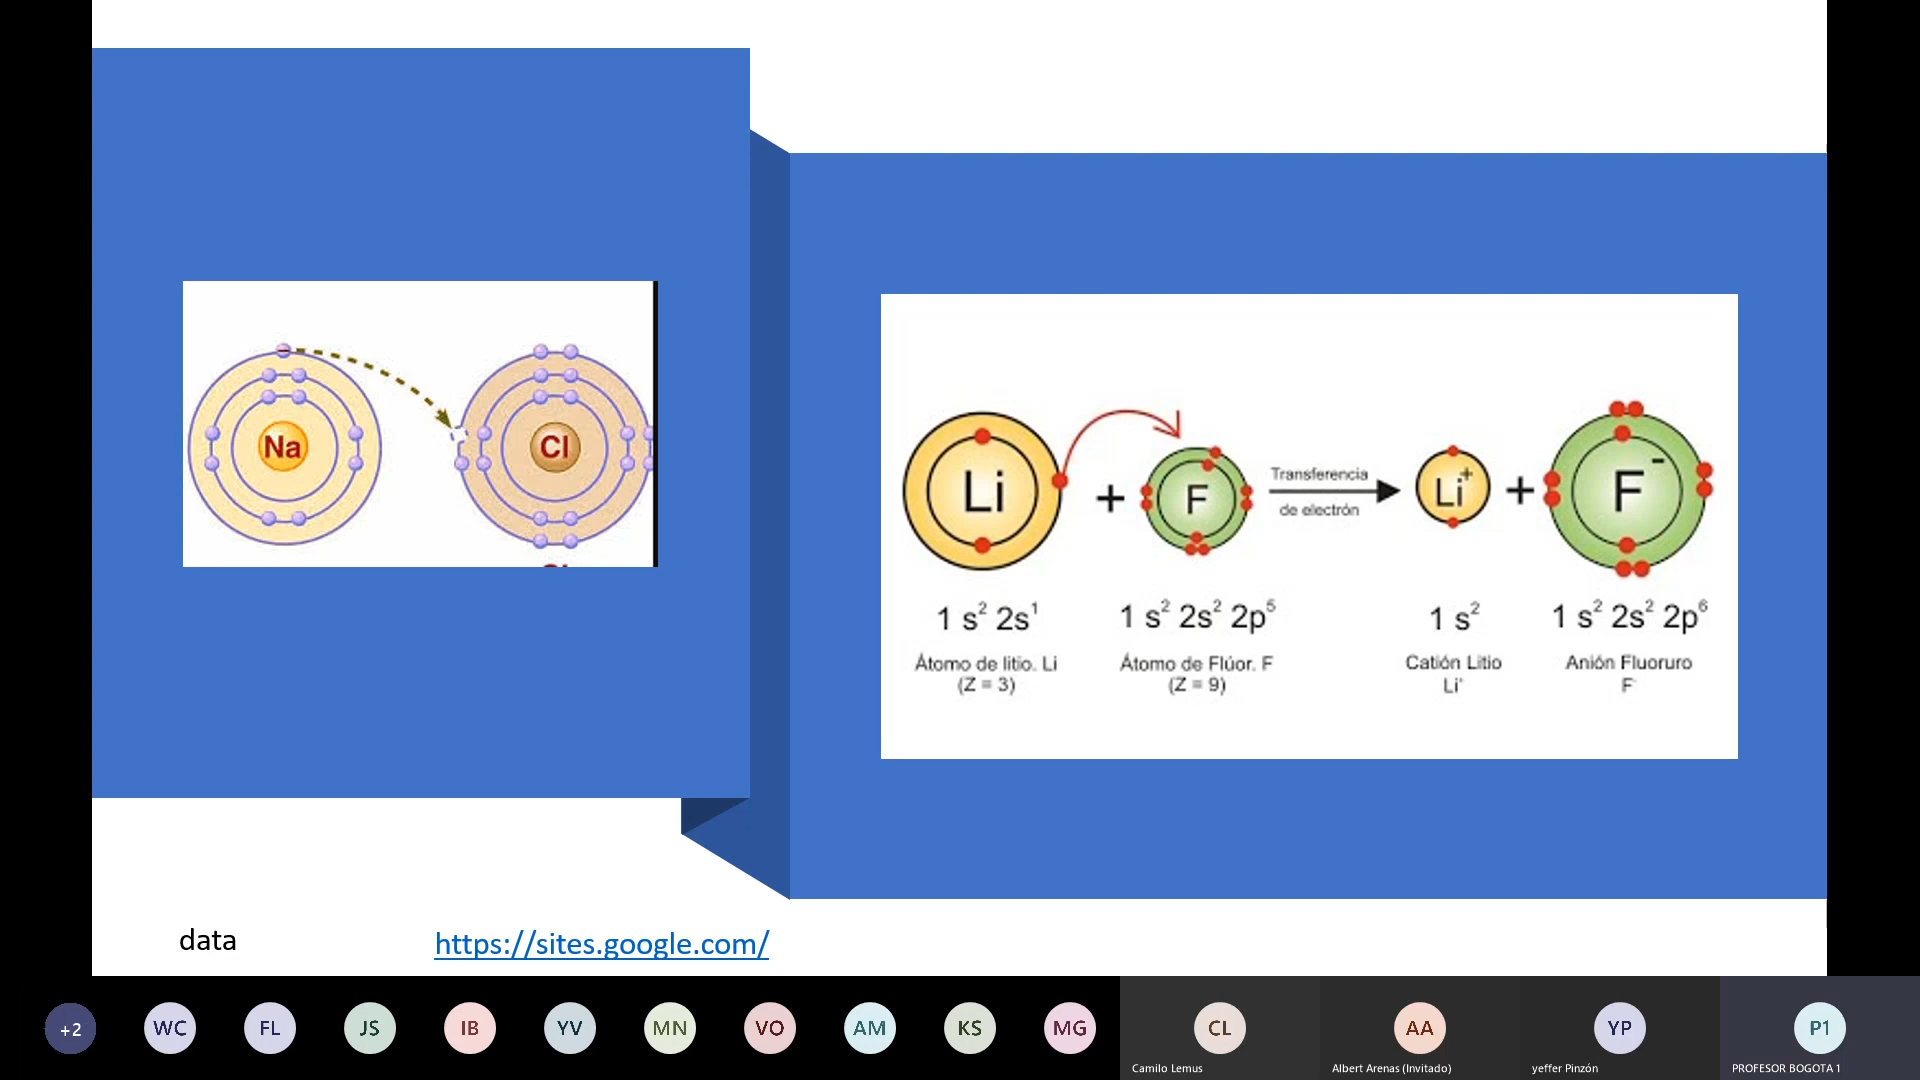 Na
Cl
Li
+
F
Transferencia
de electrón
Li+
+
F-
1 s² 2s¹
1 s² 2s² 2p⁵
1 s²
1 s² 2s² 2p⁶
Átomo de litio. Li
(Z = 3)
Átomo de Flúor. F
(Z = 9)
Catión Litio
Li⁺
Anión Fluoruro
F⁻
data
https://sites.google.com/
+2
WC
FL
JS
IB
YV
MN
VO
AM
KS
MG
CL
Camilo Lemus
AA
Albert Arenas (Invitado)
YP
yeffer Pinzón
P1
PROFESOR BOGOTA 1